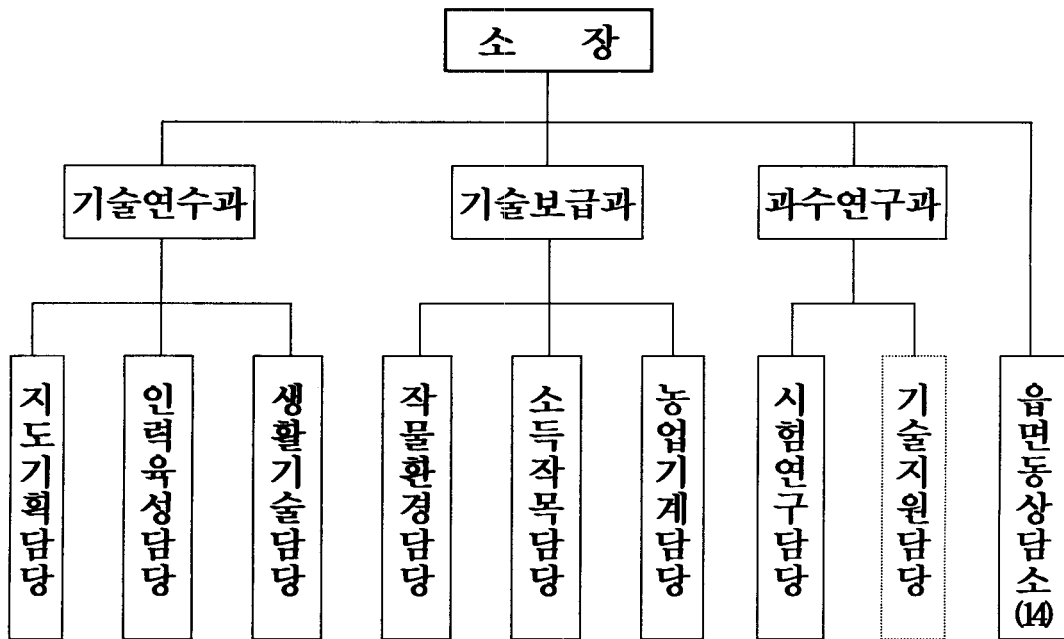 소 장
기술연수과
기술보급과
과수연구과
지도기획담당
인력육성담당
생활기술담당
작물환경담당
소득작목담당
농업기계담당
시험연구담당
기술지원담당
읍면동상담소(14)